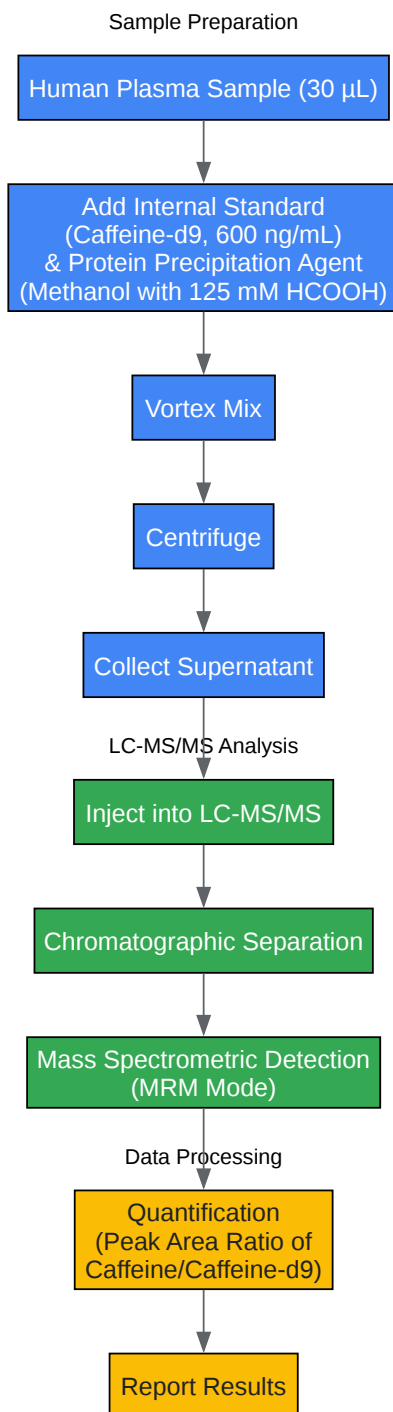 Sample Preparation
Human Plasma Sample (30 µL)
Add Internal Standard
(Caffeine-d9, 600 ng/mL)
& Protein Precipitation Agent
(Methanol with 125 mM HCOOH)
Vortex Mix
Centrifuge
Collect Supernatant
LC-MS/MS Analysis
Inject into LC-MS/MS
Chromatographic Separation
Mass Spectrometric Detection
(MRM Mode)
Data Processing
Quantification
(Peak Area Ratio of
Caffeine/Caffeine-d9)
Report Results